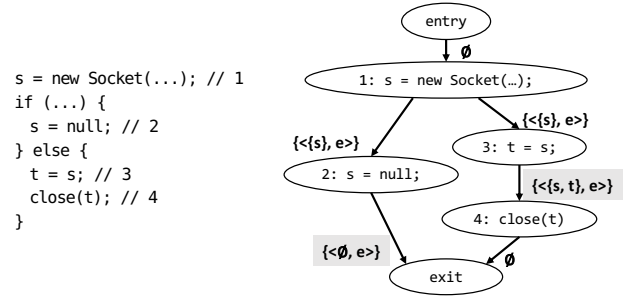 s = new Socket(...); // 1
if (...) {
s = null; // 2
} else {
t = s; // 3
close(t); // 4
}
entry
∅
1: s = new Socket(…);
{<{s}, e>}
{<{s}, e>}
3: t = s;
2: s = null;
{<{s, t}, e>}
4: close(t)
{<∅, e>}
∅
exit